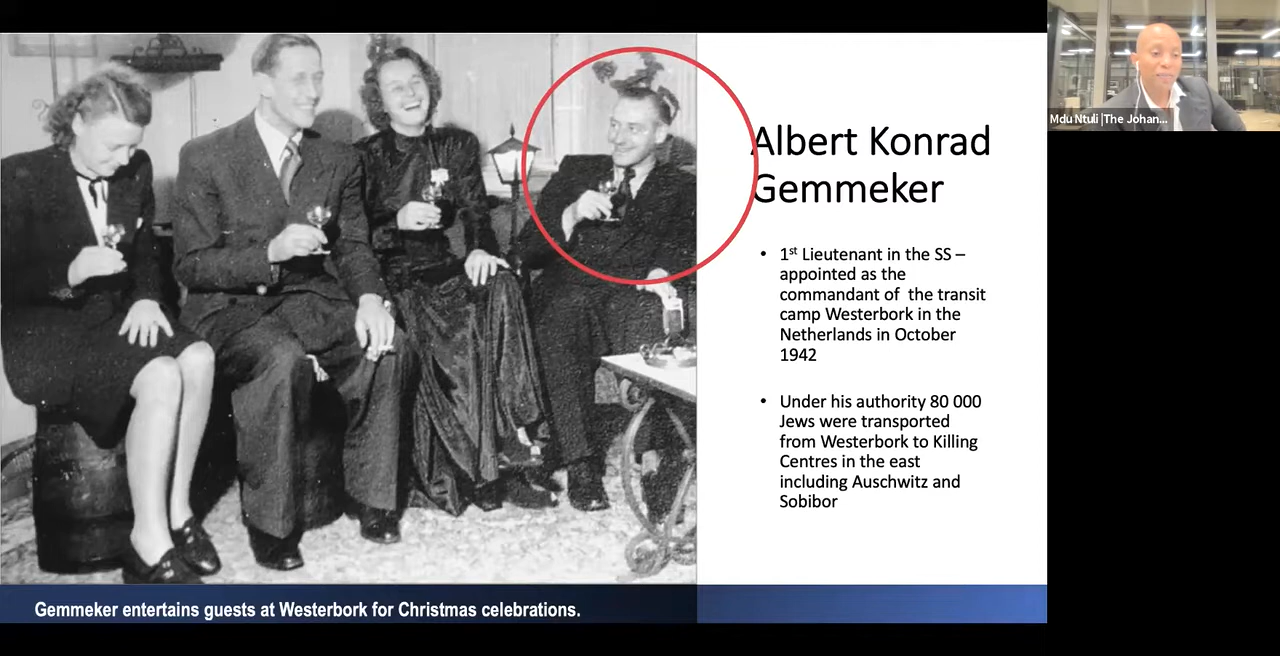 Albert Konrad
Gemmeker
• 1st Lieutenant in the SS –
appointed as the
commandant of the transit
camp Westerbork in the
Netherlands in October
1942
• Under his authority 80 000
Jews were transported
from Westerbork to Killing
Centres in the east
including Auschwitz and
Sobibor
Gemmeker entertains guests at Westerbork for Christmas celebrations.
Mdu Ntuli |The Johan...